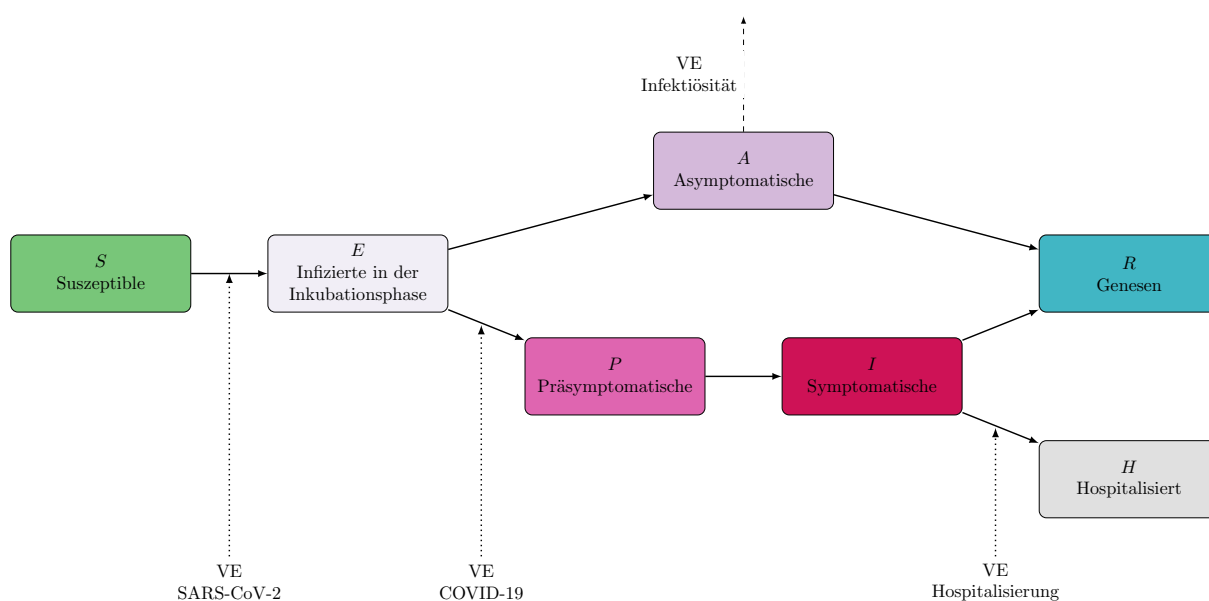 VE
Infektiösität
A
Asymptomatische
S
Suszeptible
E
Infizierte in der
Inkubationsphase
R
Genesen
P
Präsymptomatische
I
Symptomatische
H
Hospitalisiert
VE
SARS-CoV-2
VE
COVID-19
VE
Hospitalisierung